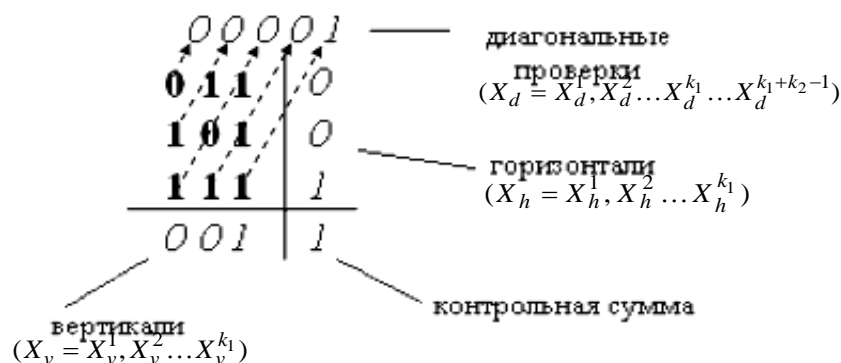 0 0 0 0 1
диагональные проверки
(X_d = X_d^1, X_d^2 … X_d^{k_1} … X_d^{k_1+k_2−1})
0 1 1 0
1 0 1 0
горизонтали
(X_h = X_h^1, X_h^2 … X_h^{k_1})
1 1 1 1
0 0 1 1
контрольная сумма
вертикали
(X_v = X_v^1, X_v^2 … X_v^{k_1})